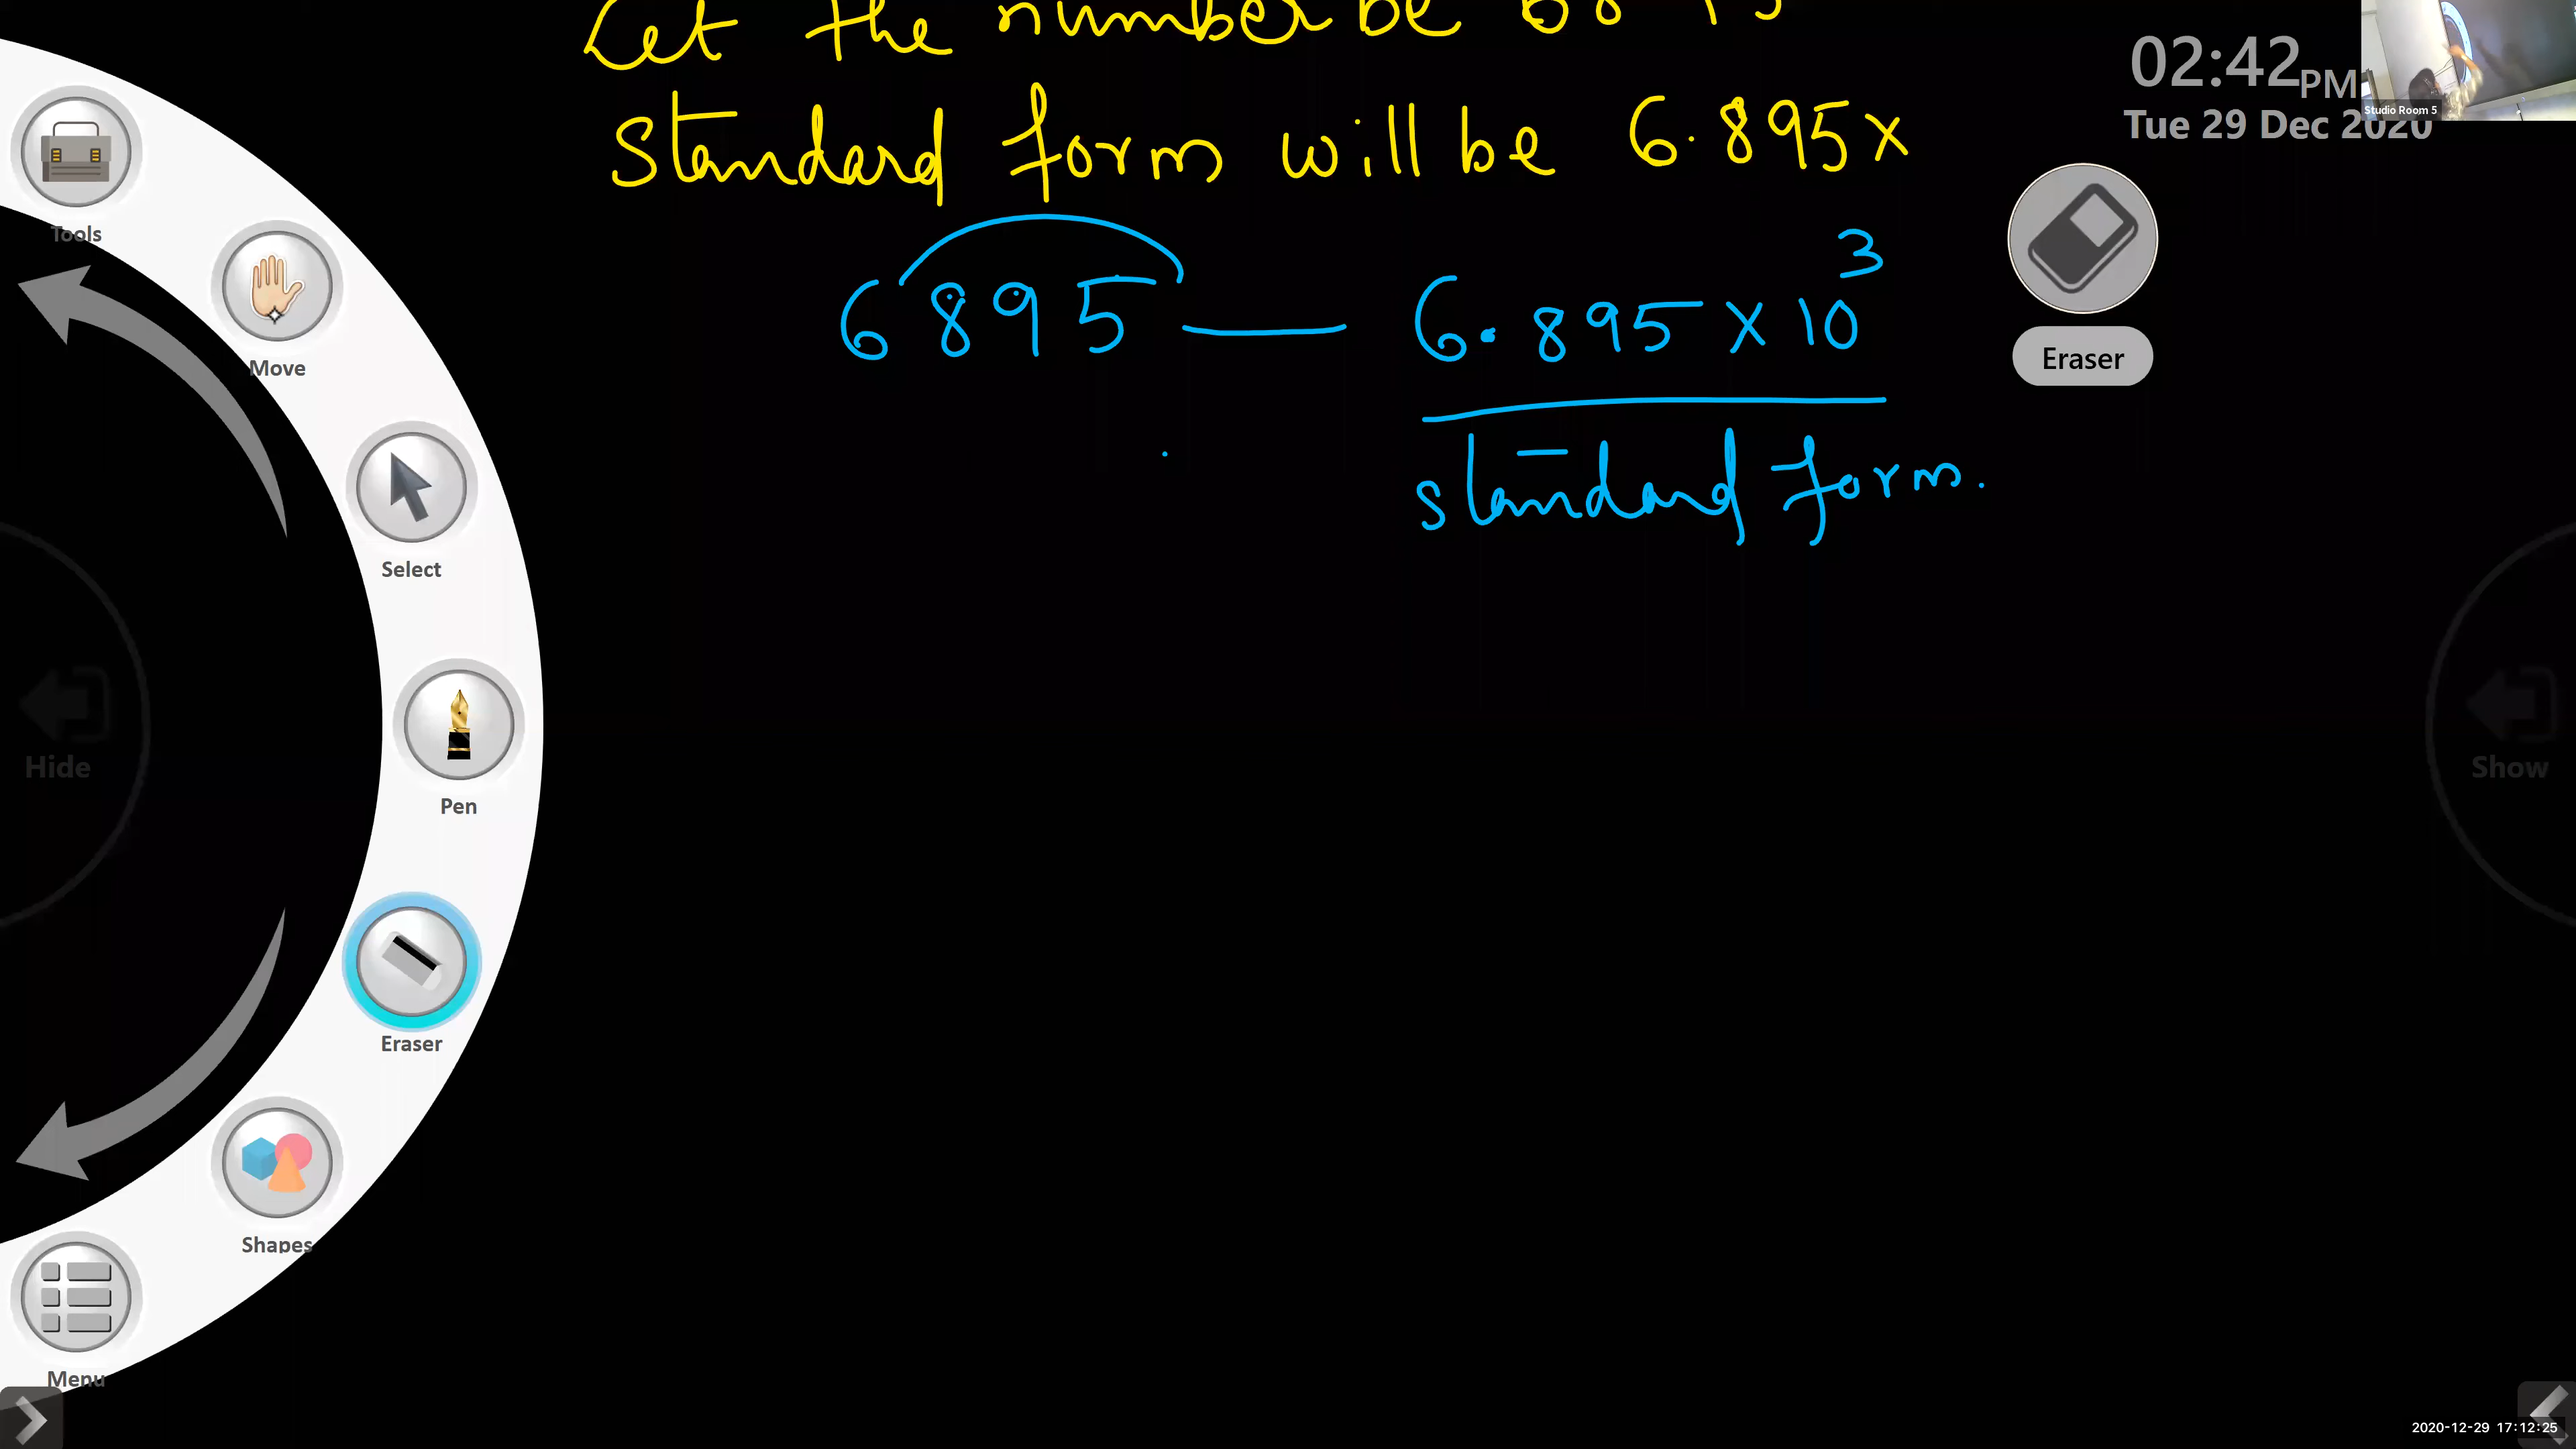 Let the number be 6895
Standard form will be 6.895x
6895 — 6.895 x 10³
standard form.
02:42PM
Tue 29 Dec 2020
Studio Room 5
Eraser
Tools
Move
Select
Pen
Eraser
Shapes
Menu
Hide
Show
2020-12-29 17:12:25